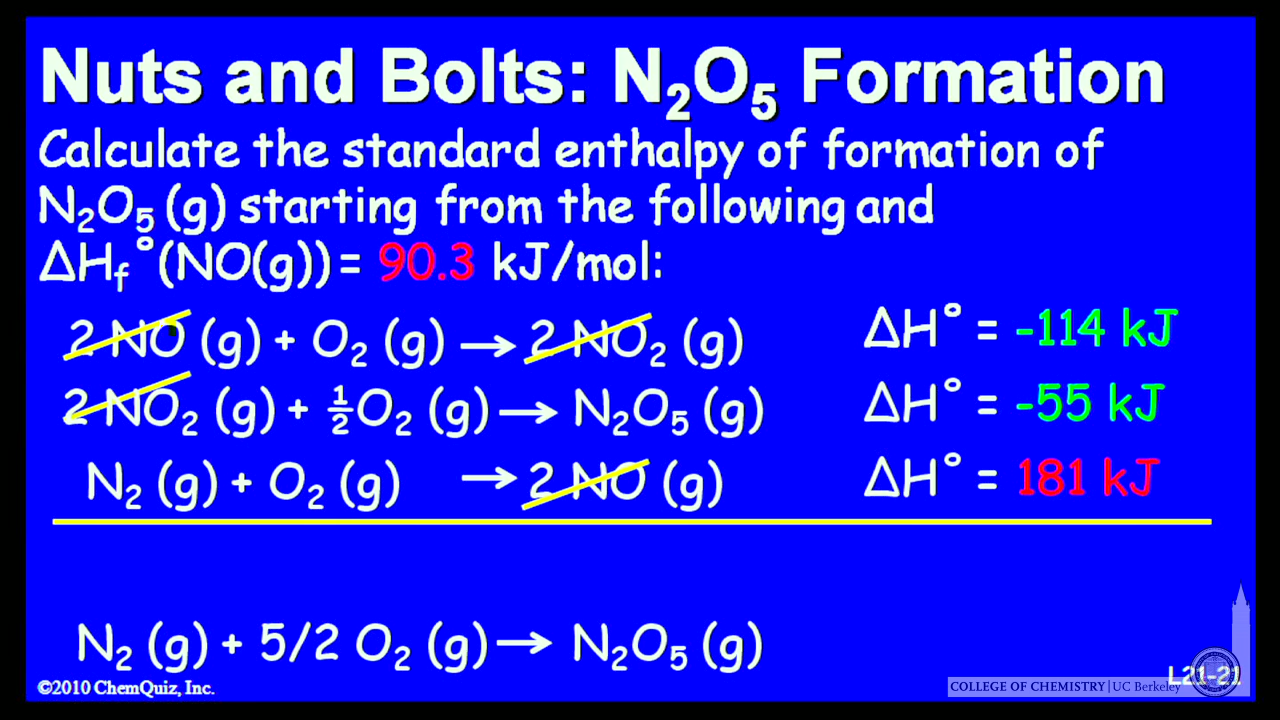 Nuts and Bolts: N₂O₅ Formation
Calculate the standard enthalpy of formation of
N₂O₅ (g) starting from the following and
ΔH_f°(NO(g)) = 90.3 kJ/mol:
2 NO (g) + O₂ (g) → 2 NO₂ (g) ΔH° = -114 kJ
2 NO₂ (g) + ½O₂ (g) → N₂O₅ (g) ΔH° = -55 kJ
N₂ (g) + O₂ (g) → 2 NO (g) ΔH° = 181 kJ
N₂ (g) + 5/2 O₂ (g) → N₂O₅ (g)
©2010 ChemQuiz, Inc.
L21-21
COLLEGE OF CHEMISTRY | UC Berkeley